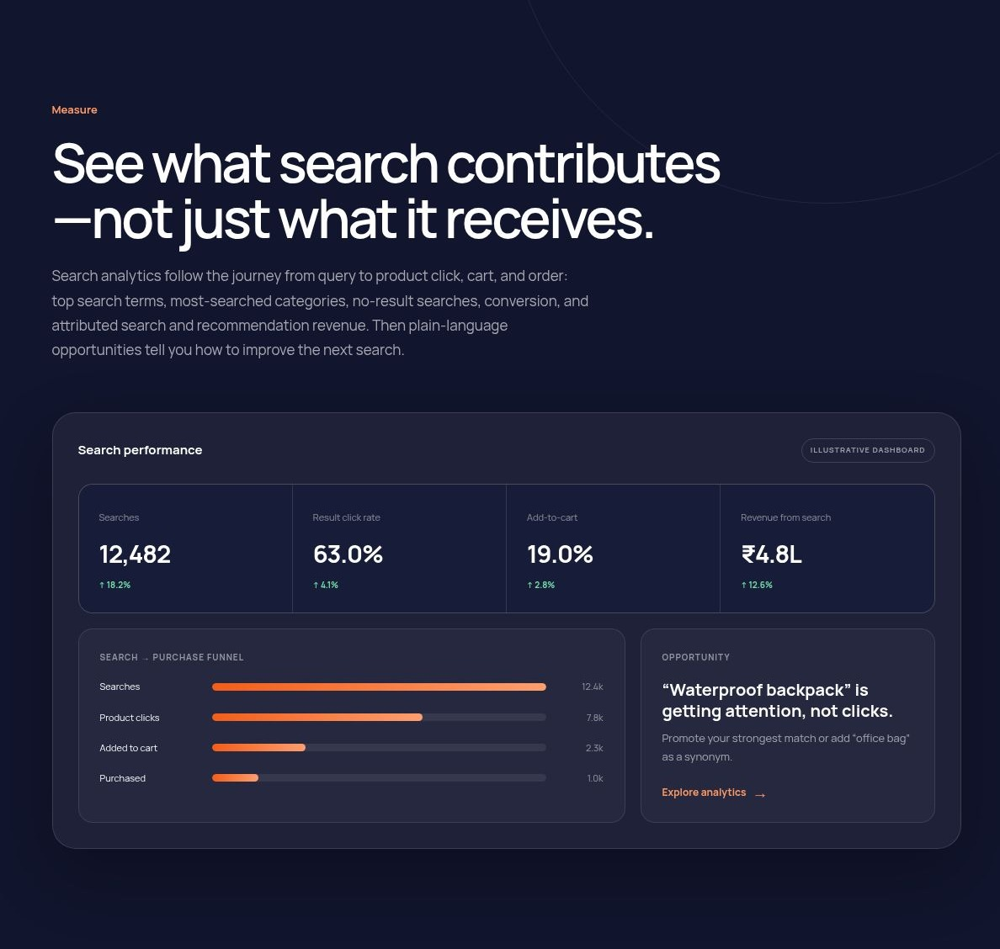 Measure
See what search contributes
—not just what it receives.
Search analytics follow the journey from query to product click, cart, and order:
top search terms, most-searched categories, no-result searches, conversion, and
attributed search and recommendation revenue. Then plain-language
opportunities tell you how to improve the next search.
Search performance
ILLUSTRATIVE DASHBOARD
Searches
12,482
↑ 18.2%
Result click rate
63.0%
↑ 4.1%
Add-to-cart
19.0%
↑ 2.8%
Revenue from search
₹4.8L
↑ 12.6%
SEARCH → PURCHASE FUNNEL
Searches 12.4k
Product clicks 7.8k
Added to cart 2.3k
Purchased 1.0k
OPPORTUNITY
“Waterproof backpack” is
getting attention, not clicks.
Promote your strongest match or add “office bag”
as a synonym.
Explore analytics →